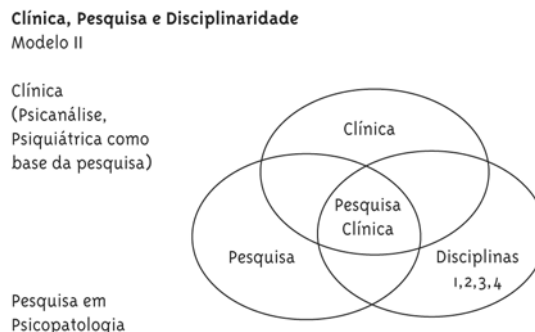 Clínica, Pesquisa e Disciplinaridade
Modelo II
Clínica
(Psicanálise,
Psiquiátrica como
base da pesquisa)
Clínica
Pesquisa
Clínica
Pesquisa
Disciplinas
1,2,3,4
Pesquisa em
Psicopatologia